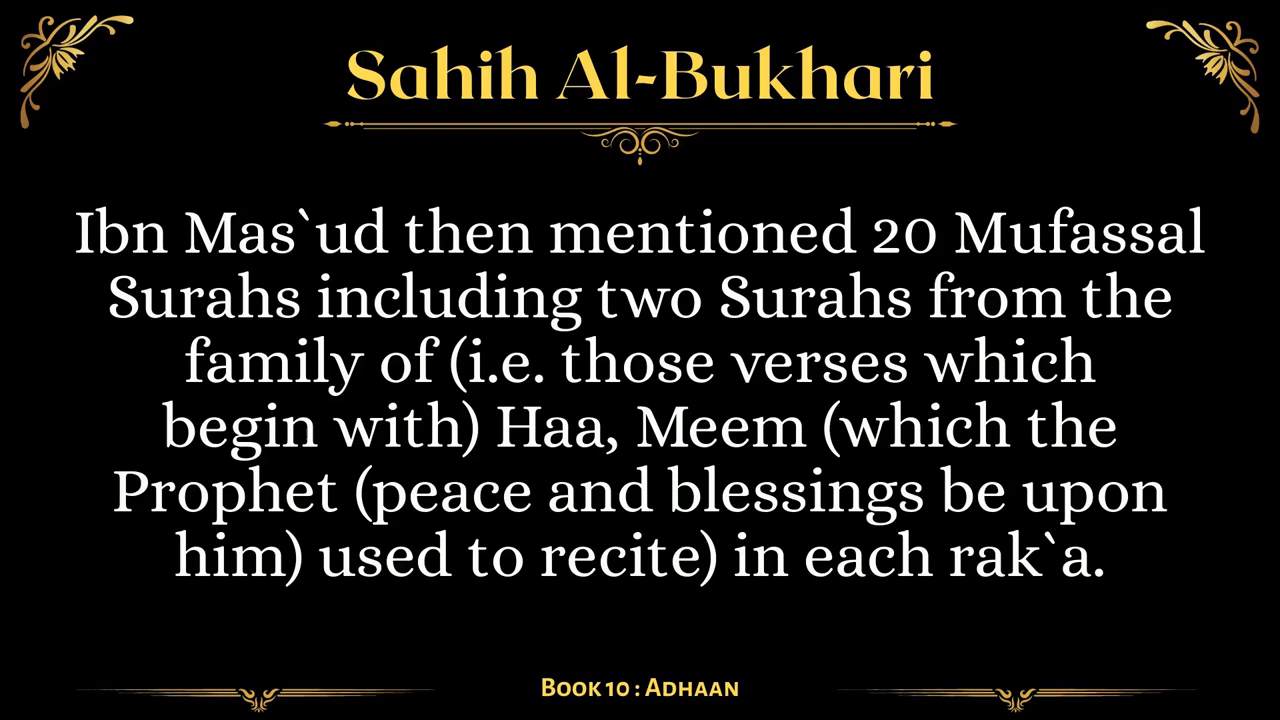 Sahih Al-Bukhari
Ibn Mas`ud then mentioned 20 Mufassal
Surahs including two Surahs from the
family of (i.e. those verses which
begin with) Haa, Meem (which the
Prophet (peace and blessings be upon
him) used to recite) in each rak`a.
Book 10 : Adhaan